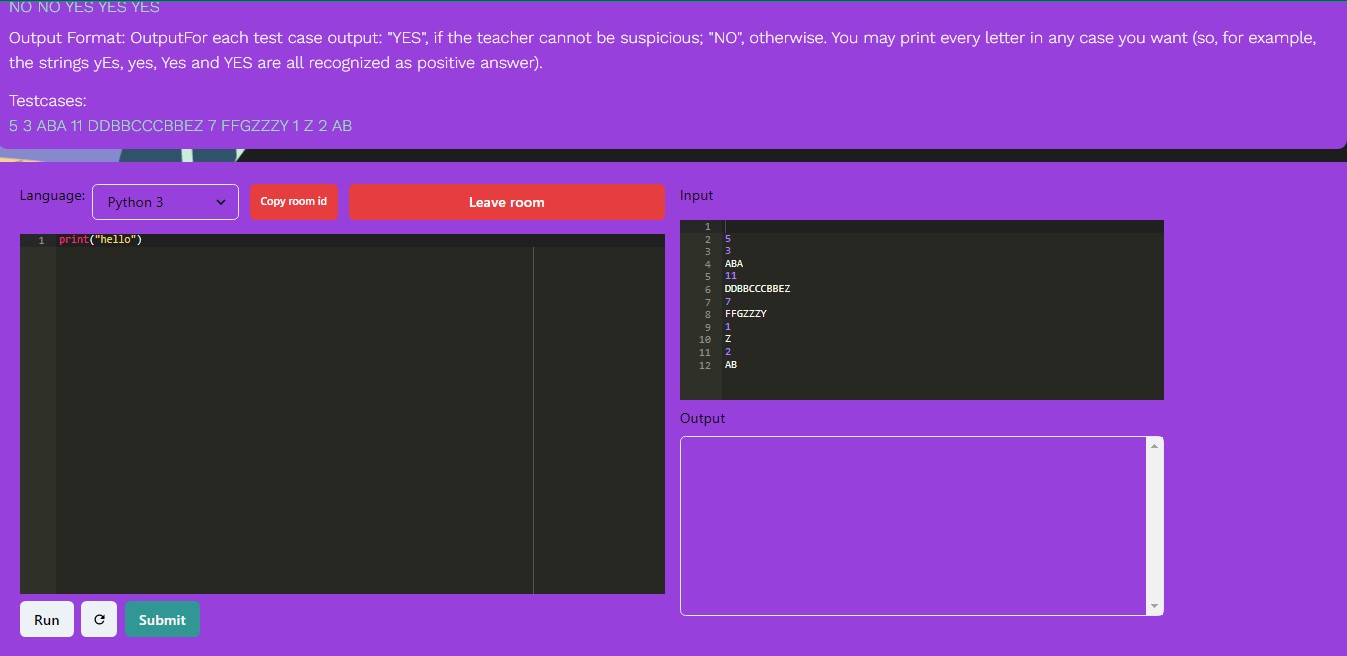 NO NO YES YES YES
Output Format: OutputFor each test case output: "YES", if the teacher cannot be suspicious; "NO", otherwise. You may print every letter in any case you want (so, for example,
the strings yEs, yes, Yes and YES are all recognized as positive answer).
Testcases:
5 3 ABA 11 DDBBCCCBBEZ 7 FFGZZZY 1 Z 2 AB
Language: Python 3 Copy room id Leave room
1 print("hello")
Run Submit
Input
1
2 5
3 3
4 ABA
5 11
6 DDBBCCCBBEZ
7 7
8 FFGZZZY
9 1
10 Z
11 2
12 AB
Output